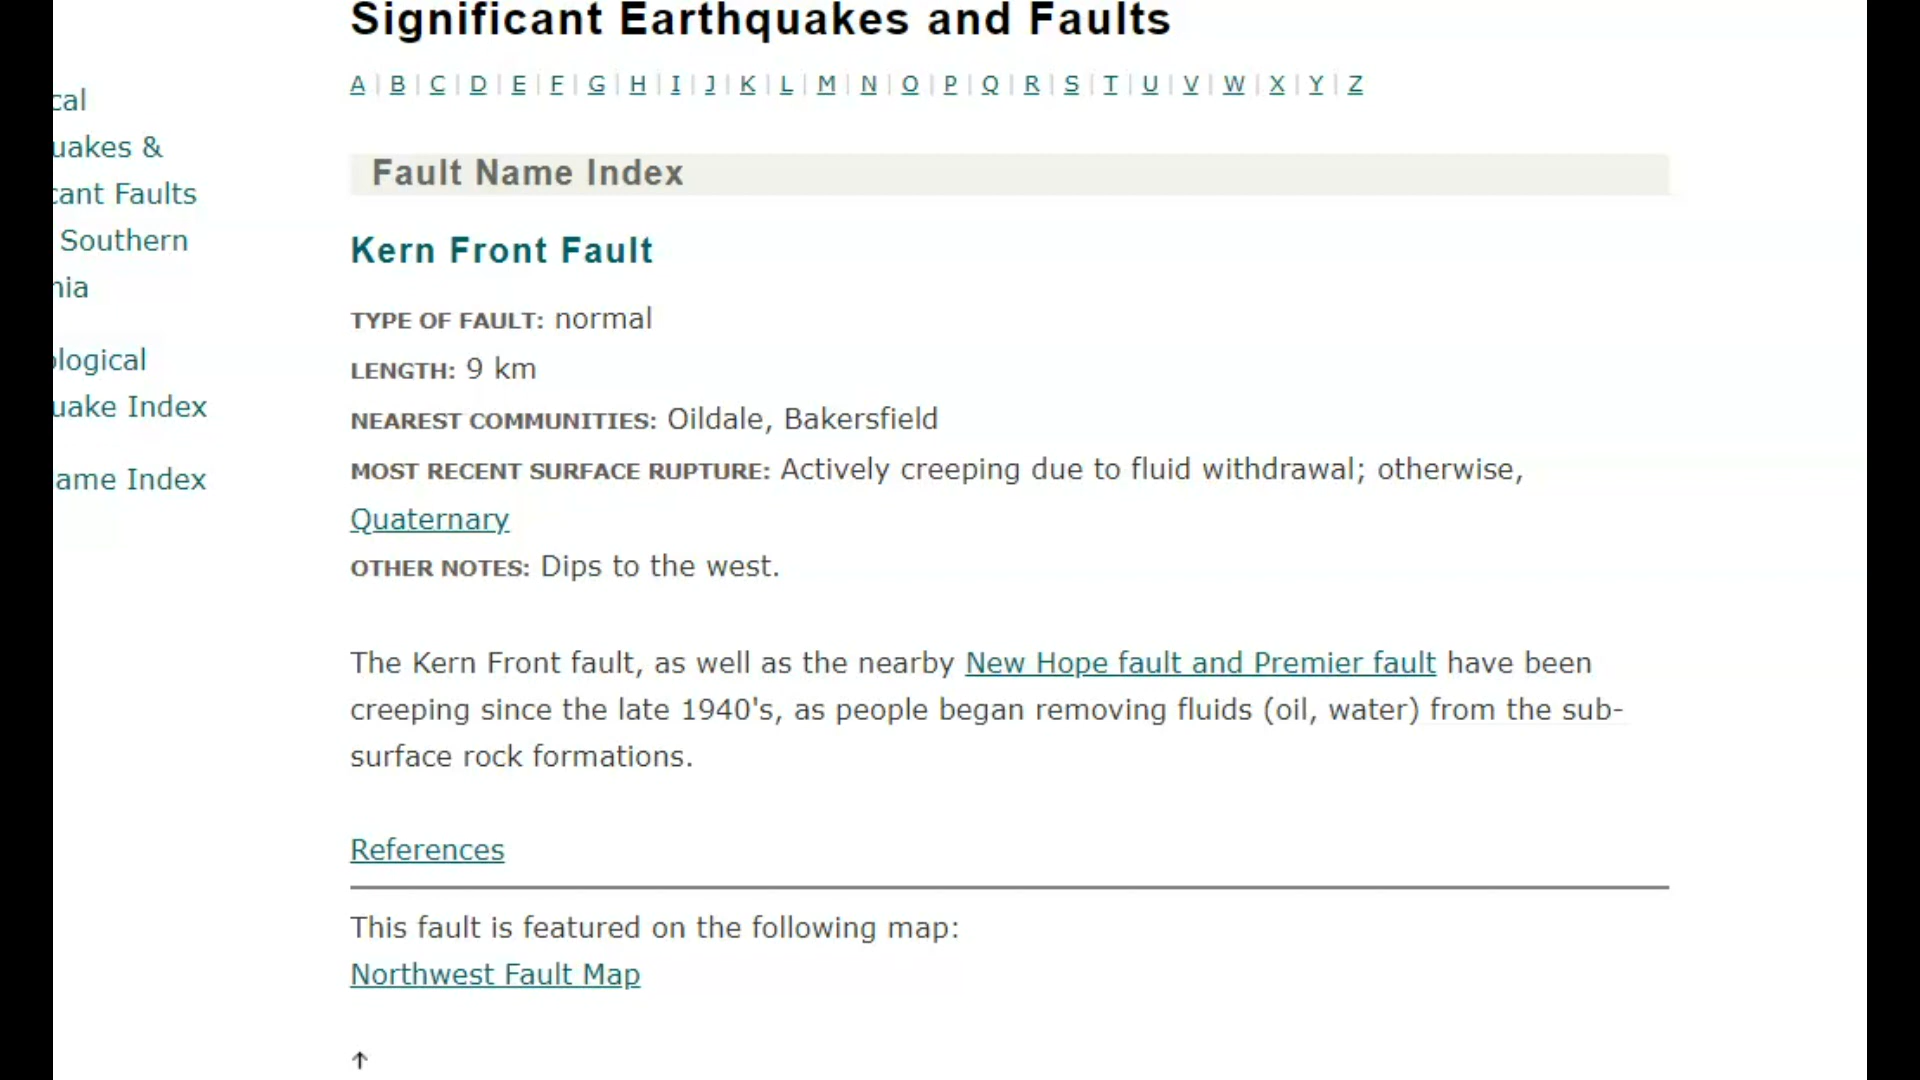 Significant Earthquakes and Faults
A | B | C | D | E | F | G | H | I | J | K | L | M | N | O | P | Q | R | S | T | U | V | W | X | Y | Z
cal
uakes &
cant Faults
Southern
nia
ological
uake Index
ame Index
Fault Name Index
Kern Front Fault
TYPE OF FAULT: normal
LENGTH: 9 km
NEAREST COMMUNITIES: Oildale, Bakersfield
MOST RECENT SURFACE RUPTURE: Actively creeping due to fluid withdrawal; otherwise,
Quaternary
OTHER NOTES: Dips to the west.
The Kern Front fault, as well as the nearby New Hope fault and Premier fault have been
creeping since the late 1940's, as people began removing fluids (oil, water) from the sub-
surface rock formations.
References
This fault is featured on the following map:
Northwest Fault Map
↑